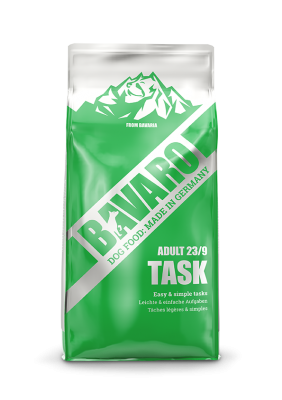 FROM BAVARIA
BAVARO
DOG FOOD: MADE IN GERMANY
ADULT 23/9
TASK
Easy & simple tasks
Leichte & einfache Aufgaben
Tâches légères & simples